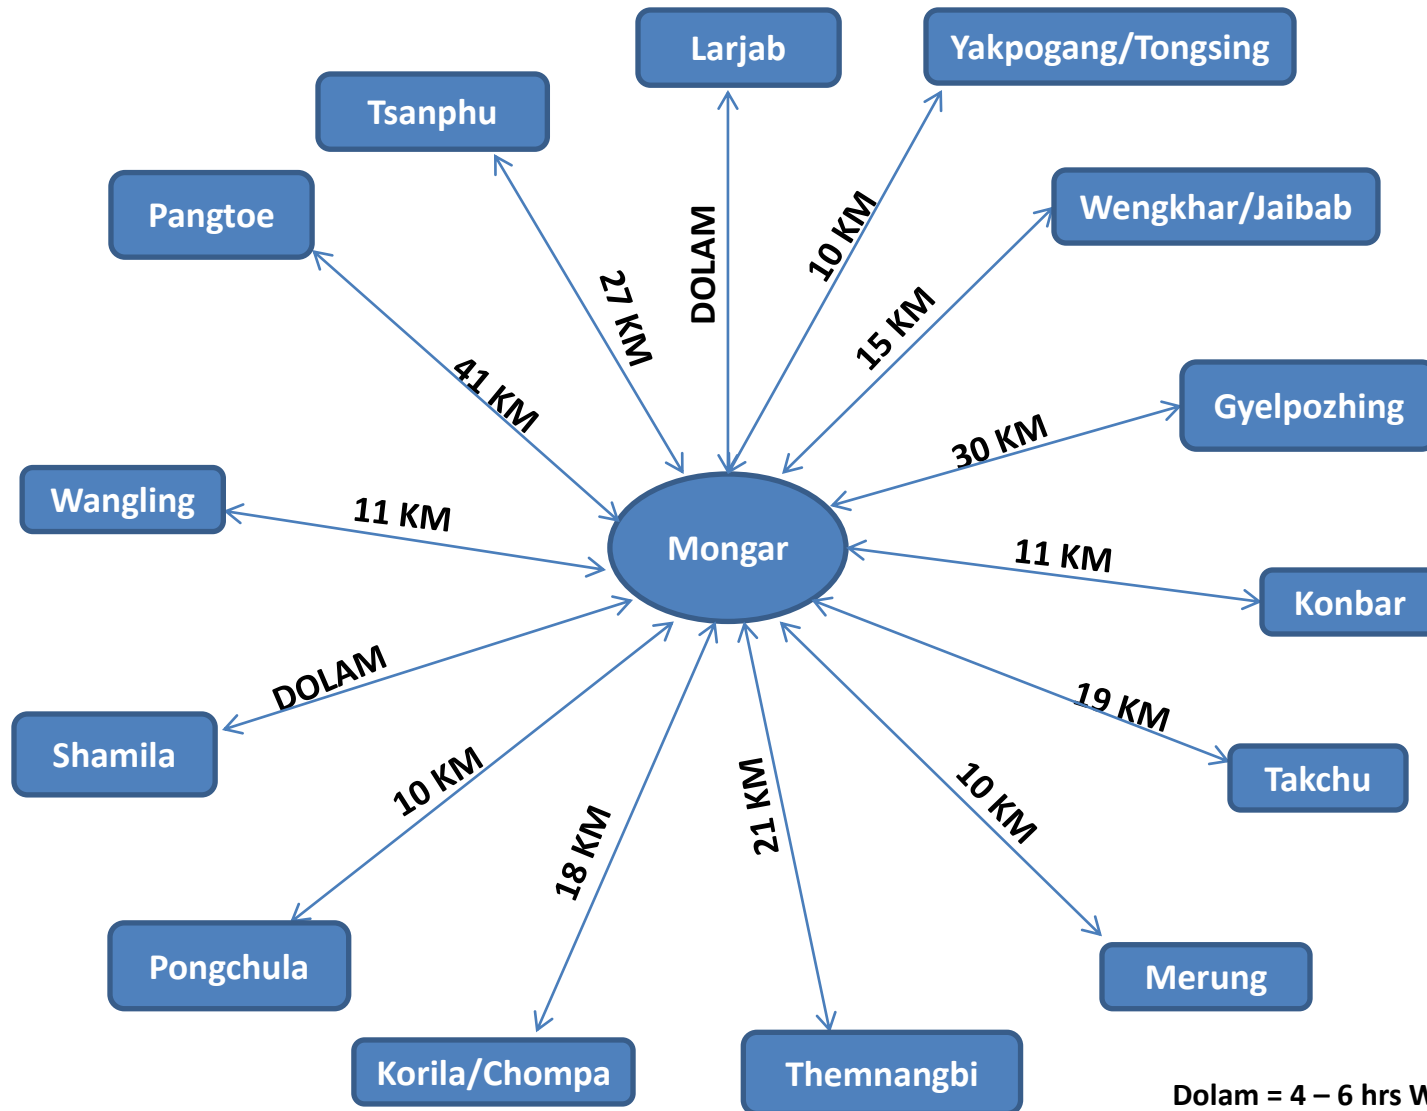 Larjab
Yakpogang/Tongsing
Tsanphu
Pangtoe
Wengkhar/Jaibab
DOLAM
10 KM
27 KM
15 KM
41 KM
30 KM
Gyelpozhing
Wangling
11 KM
Mongar
11 KM
Konbar
DOLAM
19 KM
Shamila
Takchu
10 KM
18 KM
21 KM
10 KM
Pongchula
Merung
Korila/Chompa
Themnangbi
Dolam = 4 – 6 hrs W